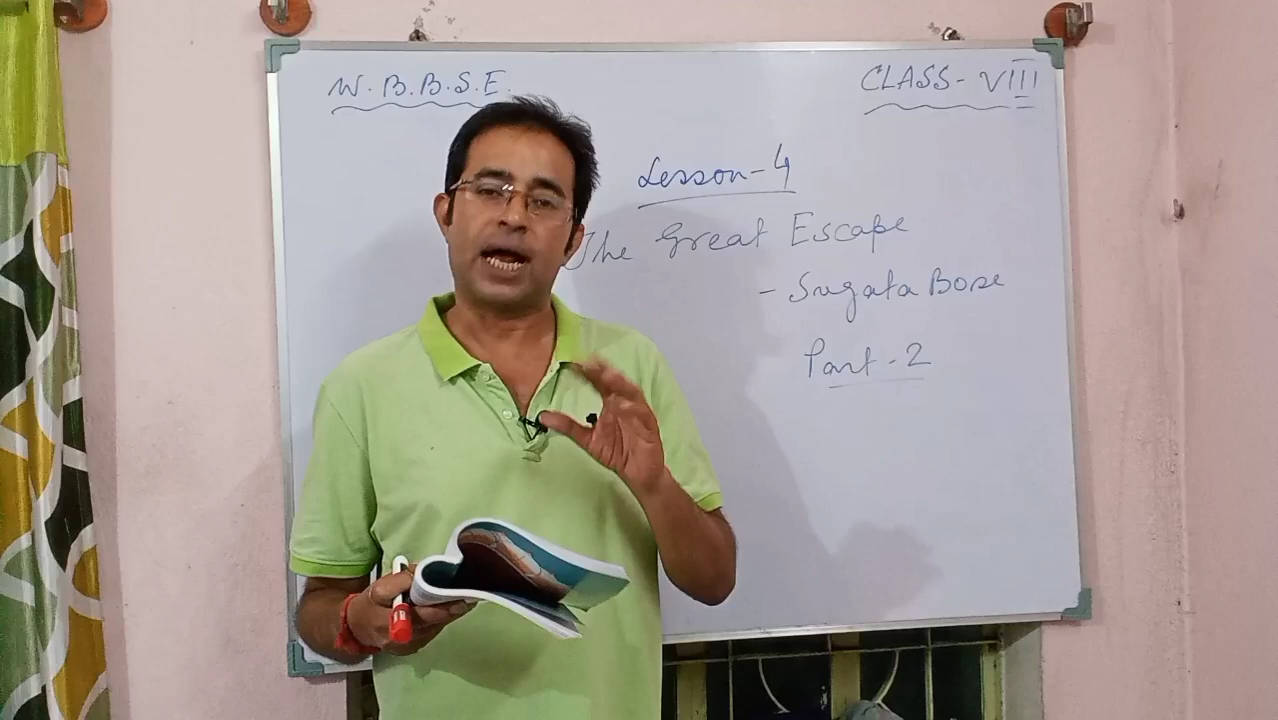 W.B.B.S.E.
CLASS-VIII
Lesson-4
The Great Escape
- Sugata Bose
Part-2